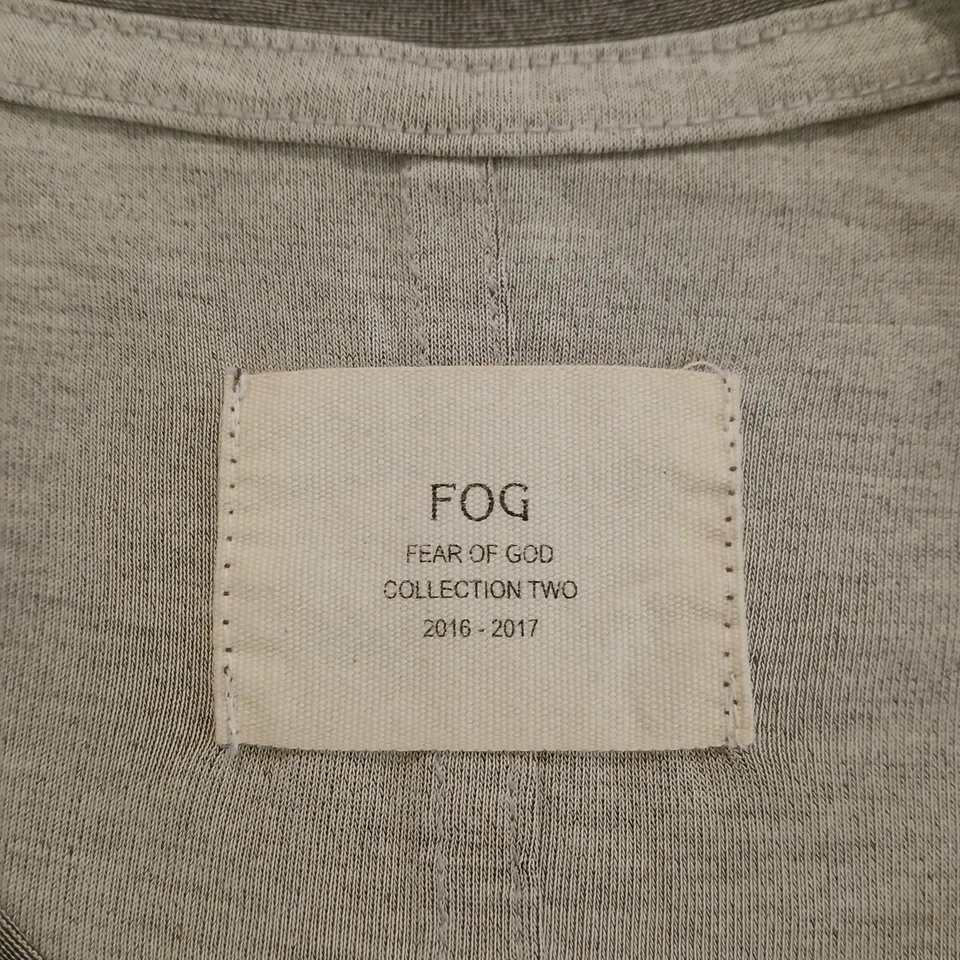 FOG
FEAR OF GOD
COLLECTION TWO
2016 - 2017